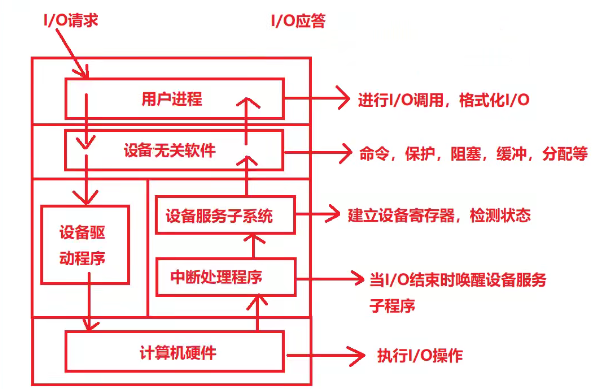 I/O请求
I/O应答
用户进程
进行I/O调用，格式化I/O
设备无关软件
命令，保护，阻塞，缓冲，分配等
设备驱
动程序
设备服务子系统
建立设备寄存器，检测状态
中断处理程序
当I/O结束时唤醒设备服务
子程序
计算机硬件
执行I/O操作